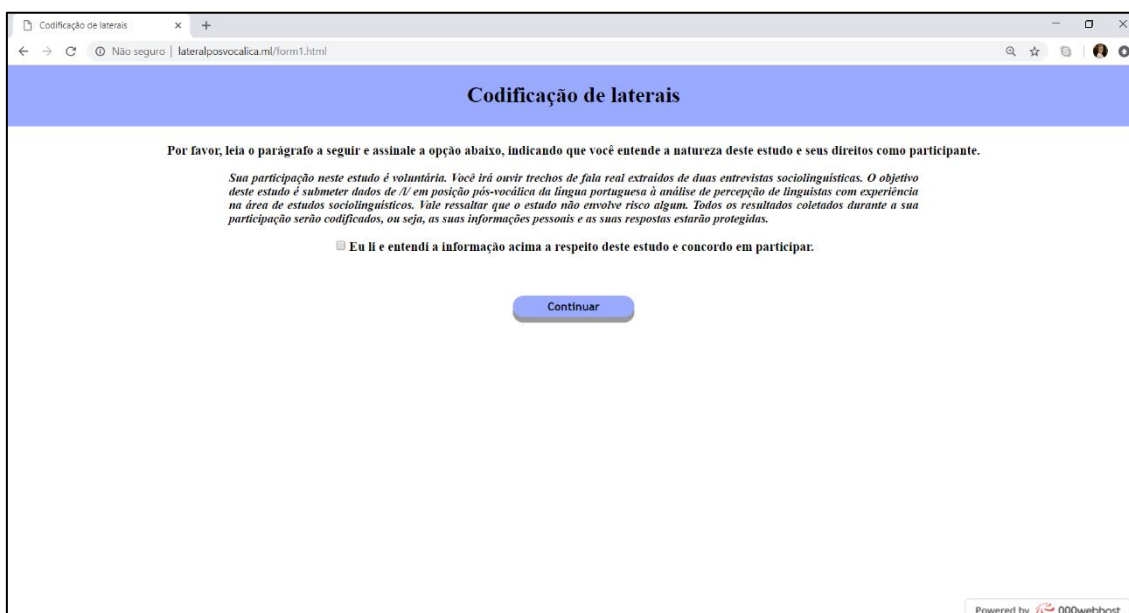 Codificação de laterais
Não seguro | lateralposvocalica.ml/form1.html
Codificação de laterais
Por favor, leia o parágrafo a seguir e assinale a opção abaixo, indicando que você entende a natureza deste estudo e seus direitos como participante.
Sua participação neste estudo é voluntária. Você irá ouvir trechos de fala real extraídos de duas entrevistas sociolinguísticas. O objetivo
deste estudo é submeter dados de /l/ em posição pós-vocálica da língua portuguesa à análise de percepção de linguistas com experiência
na área de estudos sociolinguísticos. Vale ressaltar que o estudo não envolve risco algum. Todos os resultados coletados durante a sua
participação serão codificados, ou seja, as suas informações pessoais e as suas respostas estarão protegidas.
Eu li e entendi a informação acima a respeito deste estudo e concordo em participar.
Continuar
Powered by 000webhost